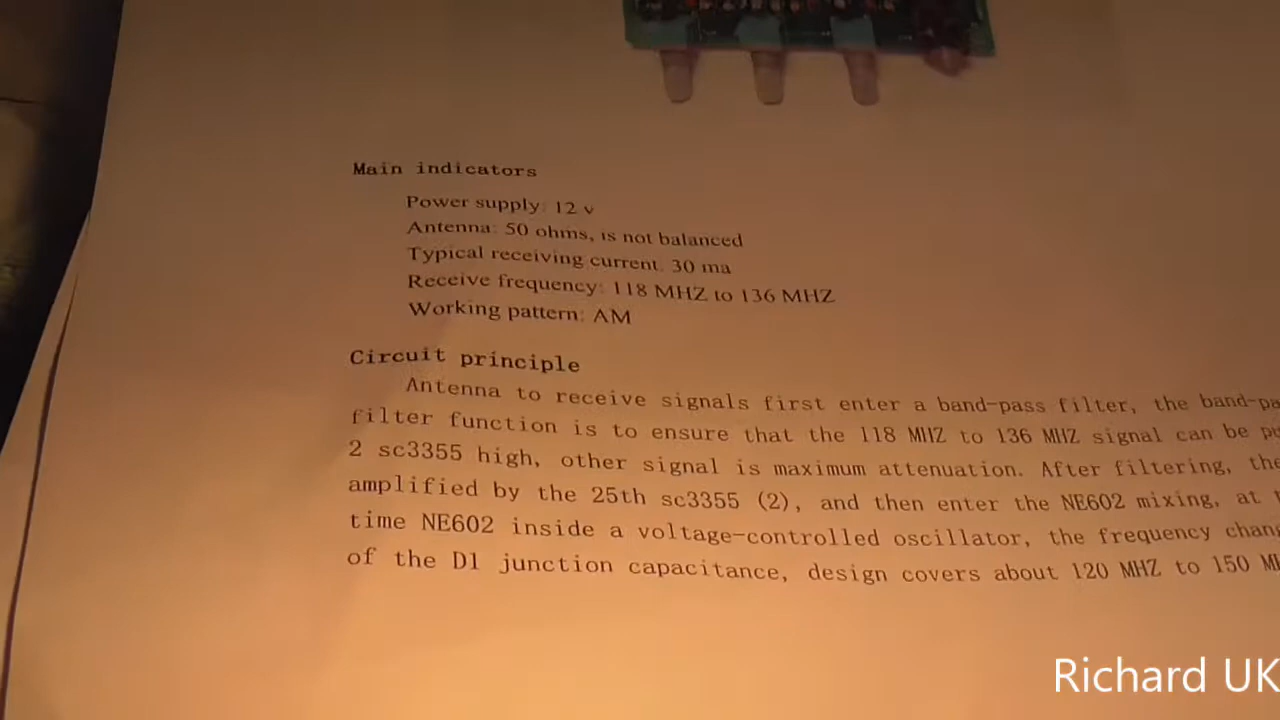 Main indicators
Power supply: 12 v
Antenna: 50 ohms, is not balanced
Typical receiving current: 30 ma
Receive frequency: 118 MHZ to 136 MHZ
Working pattern: AM
Circuit principle
Antenna to receive signals first enter a band-pass filter, the band-pa
filter function is to ensure that the 118 MHZ to 136 MHZ signal can be
2 sc3355 high, other signal is maximum attenuation. After filtering, the
amplified by the 25th sc3355 (2), and then enter the NE602 mixing, at
time NE602 inside a voltage-controlled oscillator, the frequency chan
of the D1 junction capacitance, design covers about 120 MHZ to 150
Richard UK